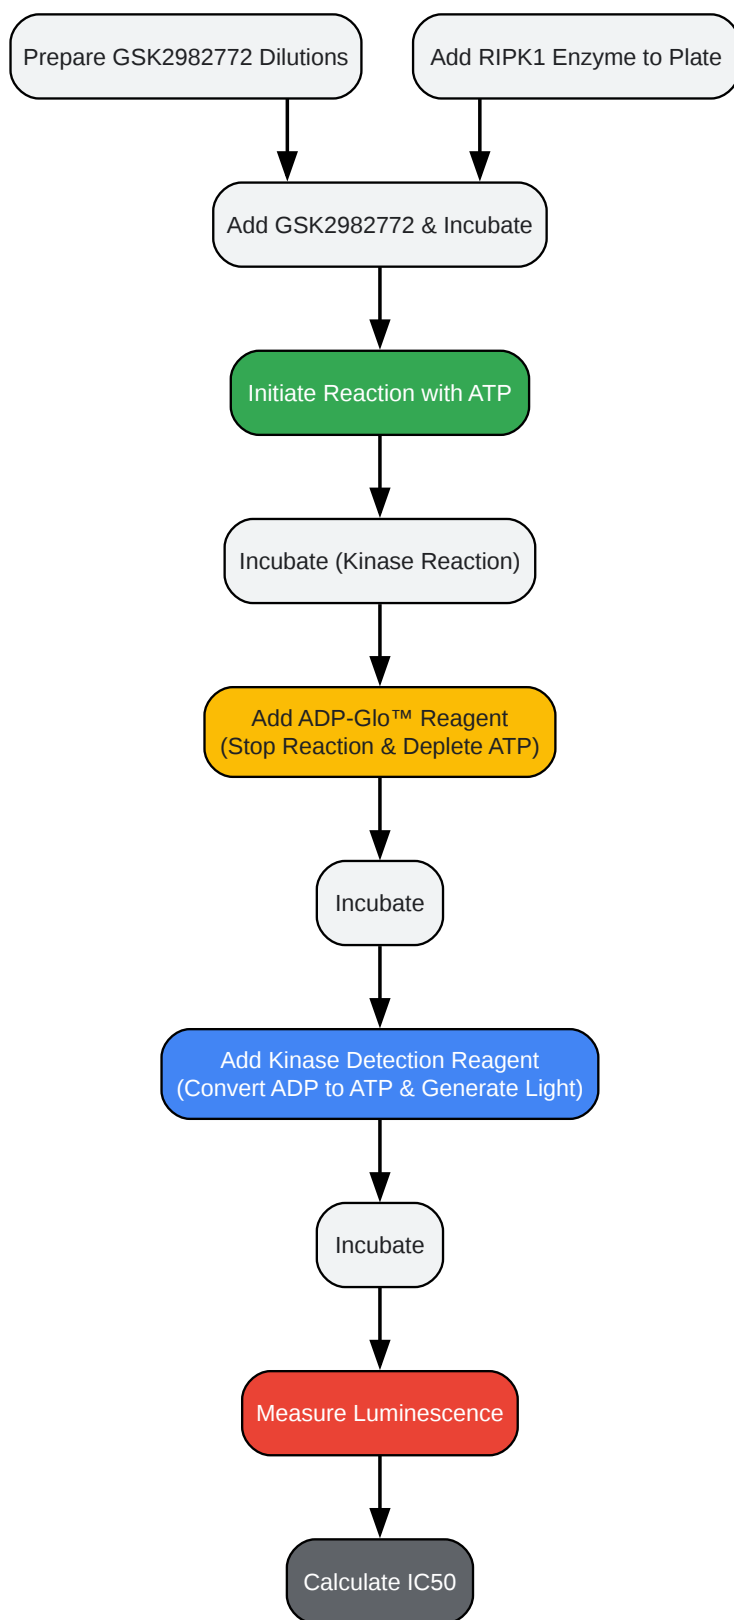 Prepare GSK2982772 Dilutions
Add RIPK1 Enzyme to Plate
Add GSK2982772 & Incubate
Initiate Reaction with ATP
Incubate (Kinase Reaction)
Add ADP-Glo™ Reagent
(Stop Reaction & Deplete ATP)
Incubate
Add Kinase Detection Reagent
(Convert ADP to ATP & Generate Light)
Incubate
Measure Luminescence
Calculate IC50